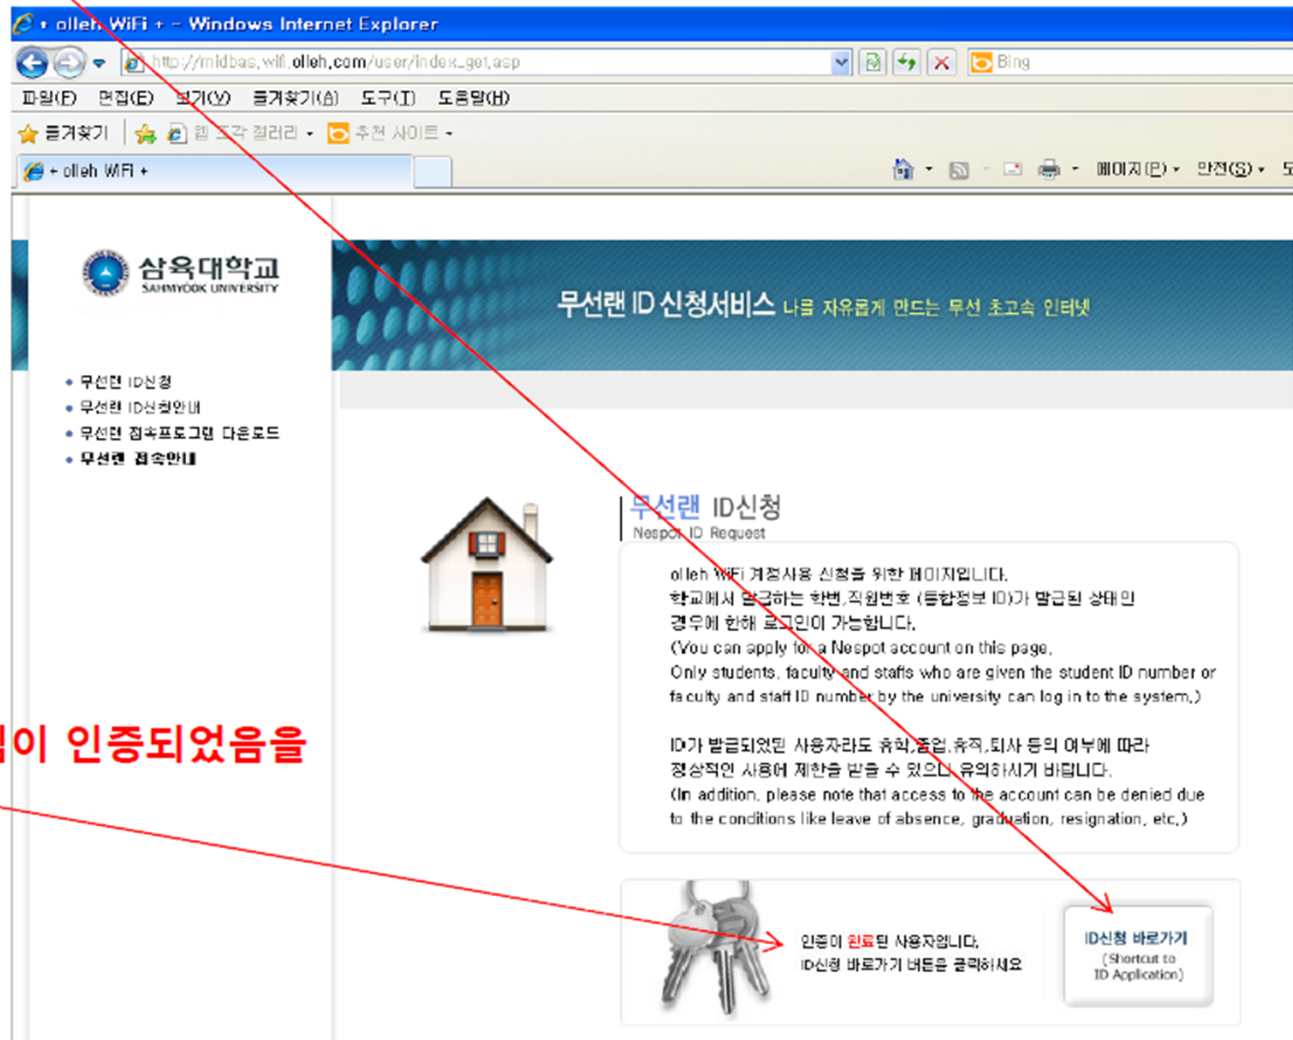 + olleh WiFi + - Windows Internet Explorer
http://midbas.wifi.olleh.com/user/index_get.asp
Bing
파일(F) 편집(E) 보기(V) 즐겨찾기(A) 도구(T) 도움말(H)
즐겨찾기 웹 조각 갤러리 추천 사이트
+ olleh WiFi +
페이지(P) 안전(S)
삼육대학교
SAHMYOOK UNIVERSITY
무선랜 ID 신청서비스 나를 자유롭게 만드는 무선 초고속 인터넷
무선랜 ID신청
무선랜 ID신청안내
무선랜 접속프로그램 다운로드
무선랜 접속안내
무선랜 ID신청
Nespot ID Request
olleh WiFi 계정사용 신청을 위한 페이지입니다.
학교에서 발급하는 학번,직원번호 (통합정보 ID)가 발급된 상태인
경우에 한해 로그인이 가능합니다.
(You can apply for a Nespot account on this page.
Only students, faculty and staffs who are given the student ID number or
faculty and staff ID number by the university can log in to the system.)
ID가 발급되었던 사용자라도 휴학,졸업,휴직,퇴사 등의 여부에 따라
정상적인 사용에 제한을 받을 수 있으니 유의하시기 바랍니다.
(In addition, please note that access to the account can be denied due
to the conditions like leave of absence, graduation, resignation, etc.)
인증되었음을
인증이 완료된 사용자입니다.
ID신청 바로가기 버튼을 클릭하세요
ID신청 바로가기
(Shortcut to
ID Application)